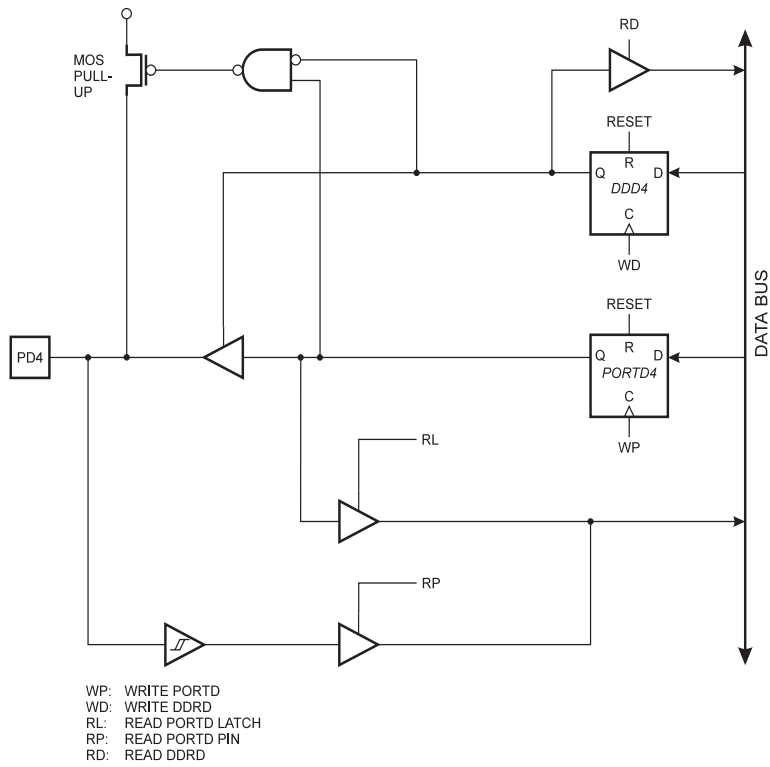 RD
MOS
PULL-
UP
RESET
R
Q
D
DDD4
C
WD
RESET
R
PD4
Q
D
PORTD4
C
WP
DATA BUS
RL
RP
WP: WRITE PORTD
WD: WRITE DDRD
RL: READ PORTD LATCH
RP: READ PORTD PIN
RD: READ DDRD